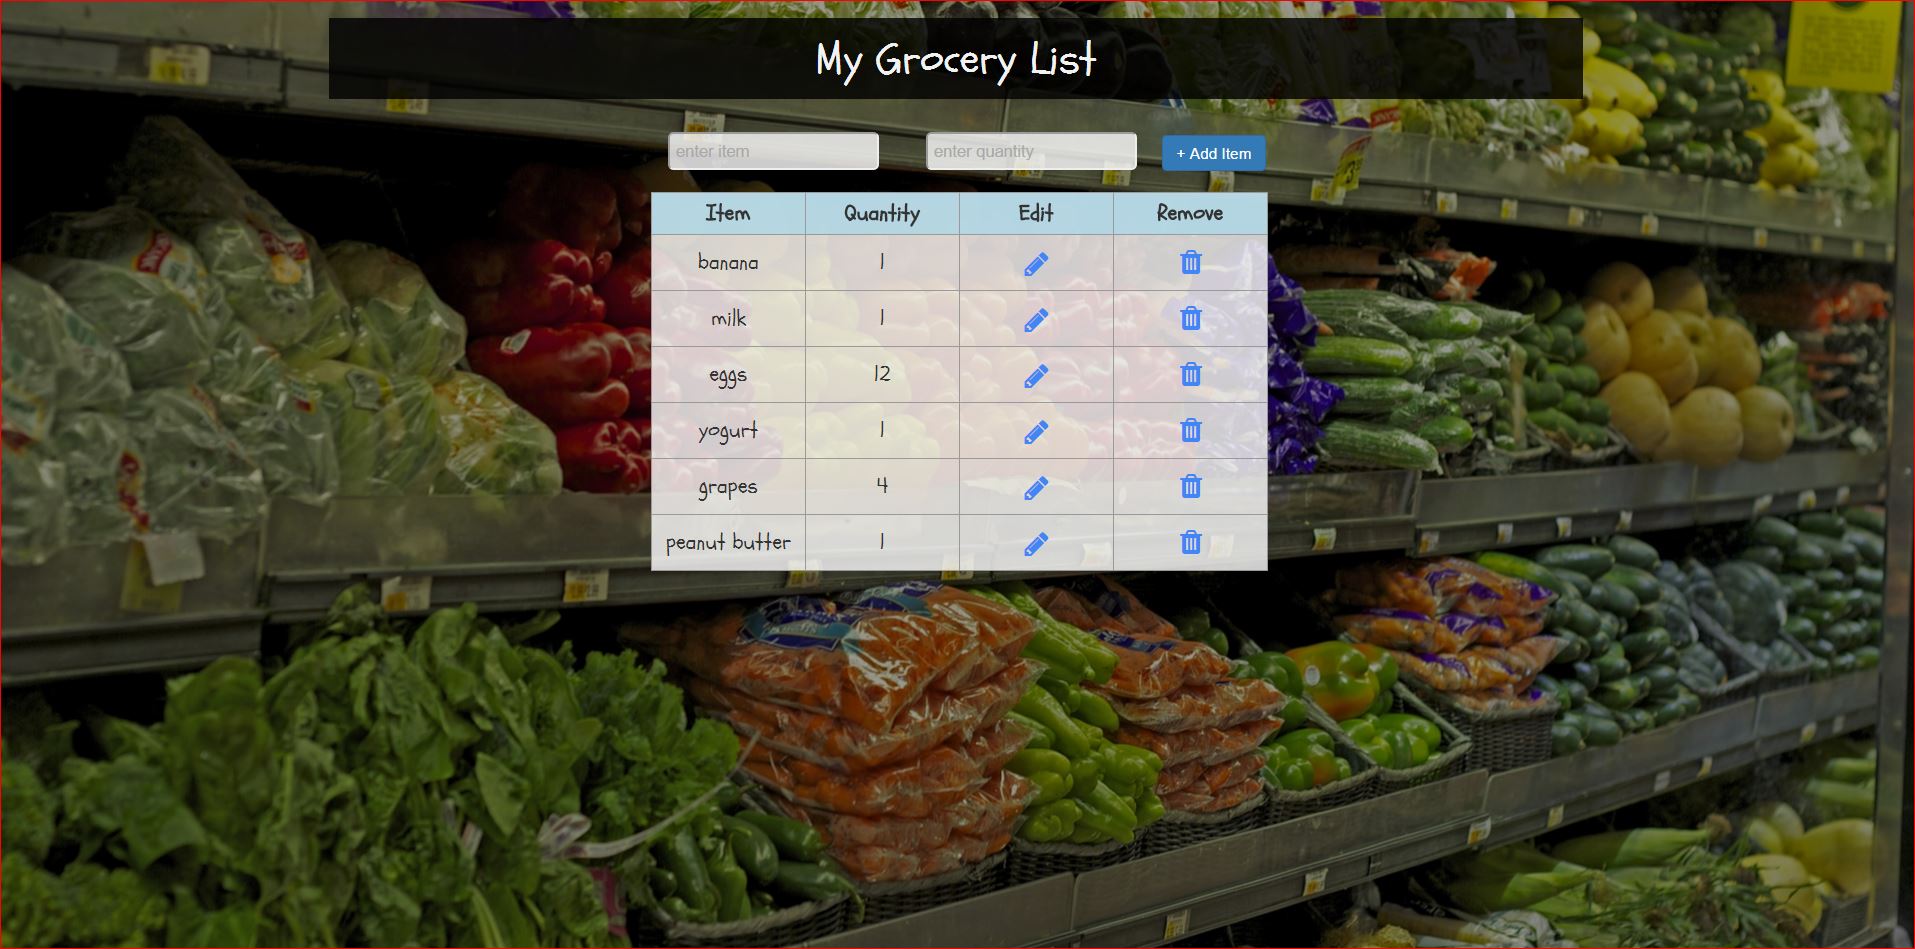 My Grocery List
enter item enter quantity + Add Item
Item Quantity Edit Remove
banana 1
milk 1
eggs 12
yogurt 1
grapes 4
peanut butter 1